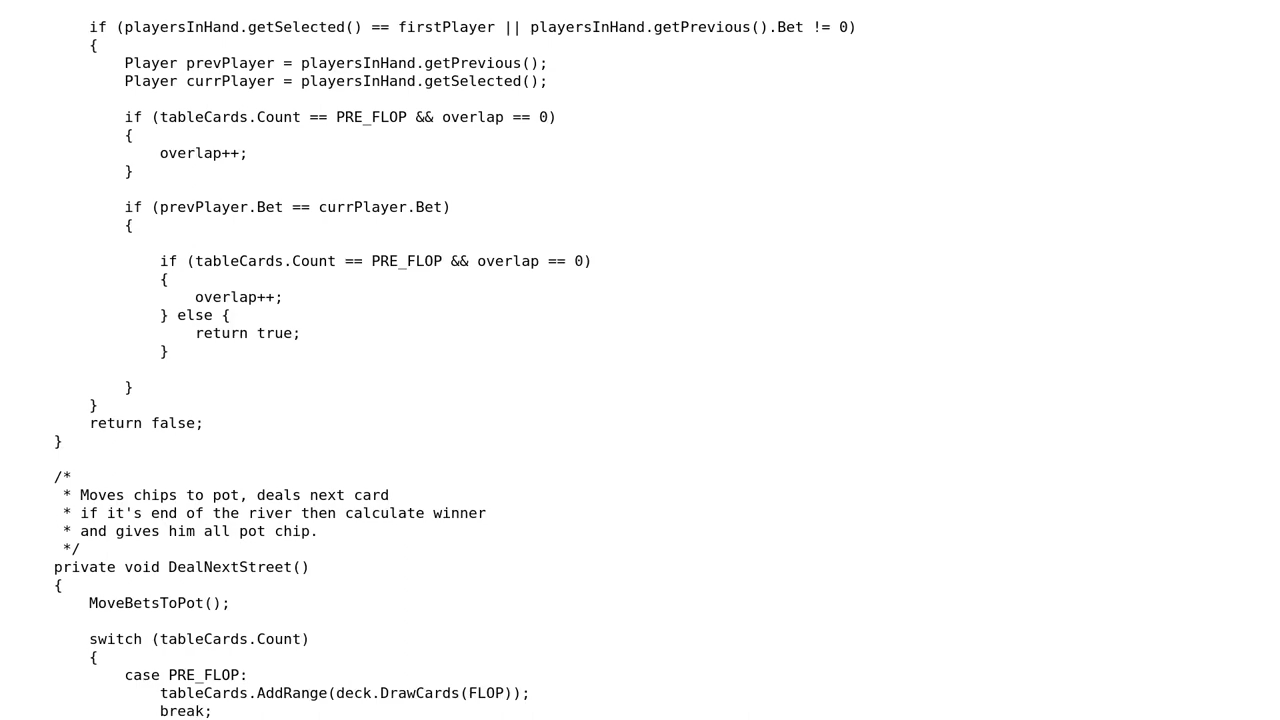 if (playersInHand.getSelected() == firstPlayer || playersInHand.getPrevious().Bet != 0)
{
Player prevPlayer = playersInHand.getPrevious();
Player currPlayer = playersInHand.getSelected();
if (tableCards.Count == PRE_FLOP && overlap == 0)
{
overlap++;
}
if (prevPlayer.Bet == currPlayer.Bet)
{
if (tableCards.Count == PRE_FLOP && overlap == 0)
{
overlap++;
} else {
return true;
}
}
}
return false;
}
/*
* Moves chips to pot, deals next card
* if it's end of the river then calculate winner
* and gives him all pot chip.
*/
private void DealNextStreet()
{
MoveBetsToPot();
switch (tableCards.Count)
{
case PRE_FLOP:
tableCards.AddRange(deck.DrawCards(FLOP));
break;